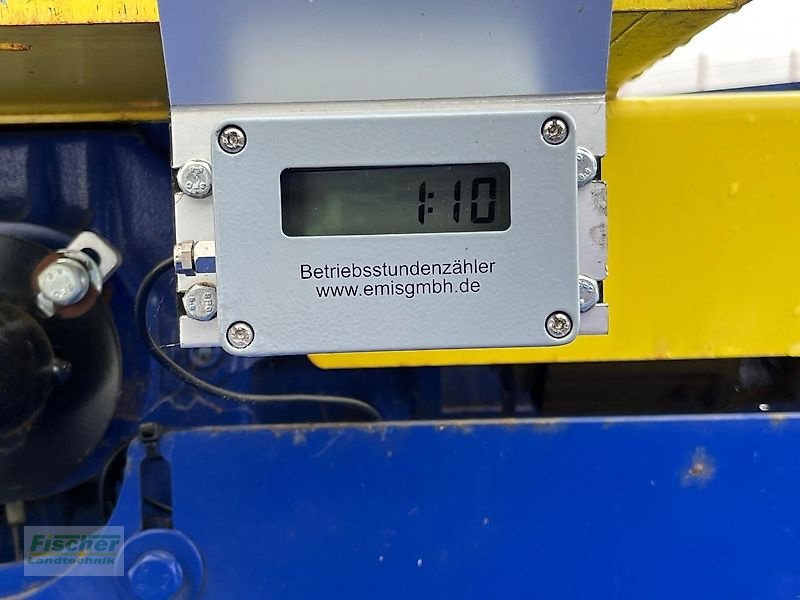 1:10
Betriebsstundenzähler
www.emisgmbh.de
Fischer
Landtechnik